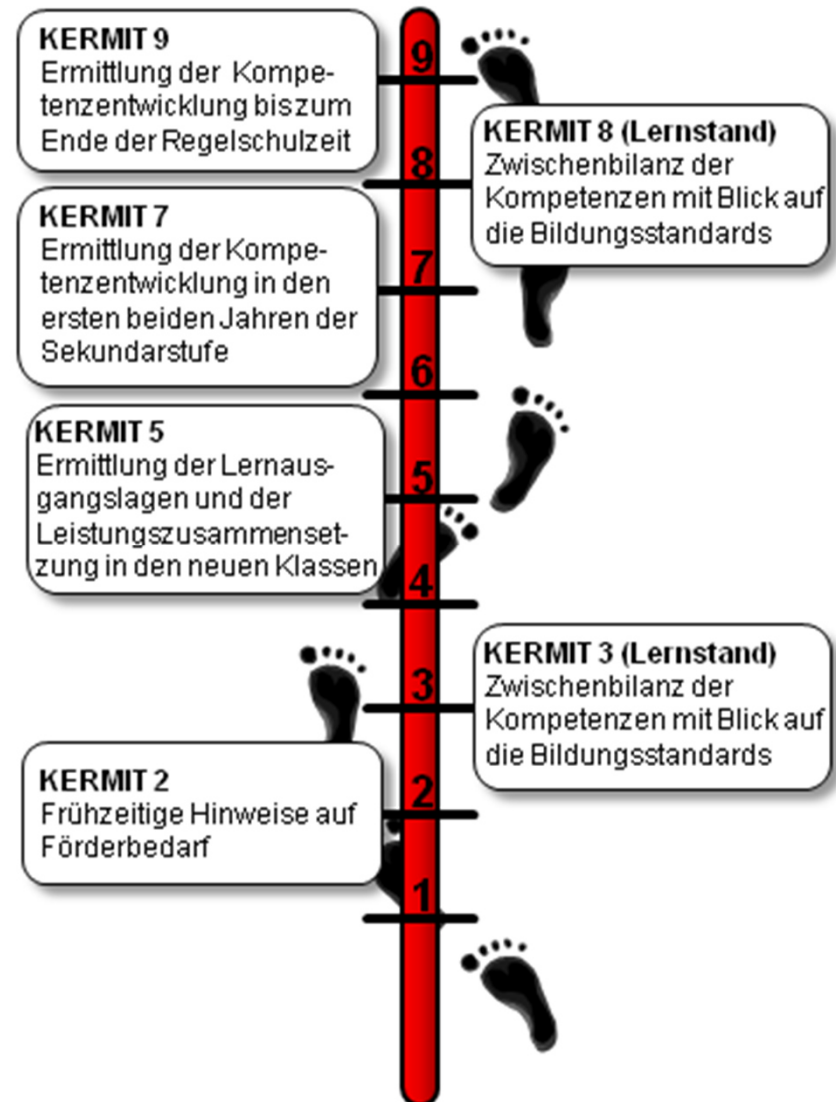 KERMIT 9
Ermittlung der Kompe-
tenzentwicklung bis zum
Ende der Regelschulzeit
9
KERMIT 8 (Lernstand)
Zwischenbilanz der
Kompetenzen mit Blick auf
die Bildungsstandards
8
KERMIT 7
Ermittlung der Kompe-
tenzentwicklung in den
ersten beiden Jahren der
Sekundarstufe
7
6
KERMIT 5
Ermittlung der Lernaus-
gangslagen und der
Leistungszusammenset-
zung in den neuen Klassen
5
4
KERMIT 3 (Lernstand)
Zwischenbilanz der
Kompetenzen mit Blick auf
die Bildungsstandards
3
KERMIT 2
Frühzeitige Hinweise auf
Förderbedarf
2
1